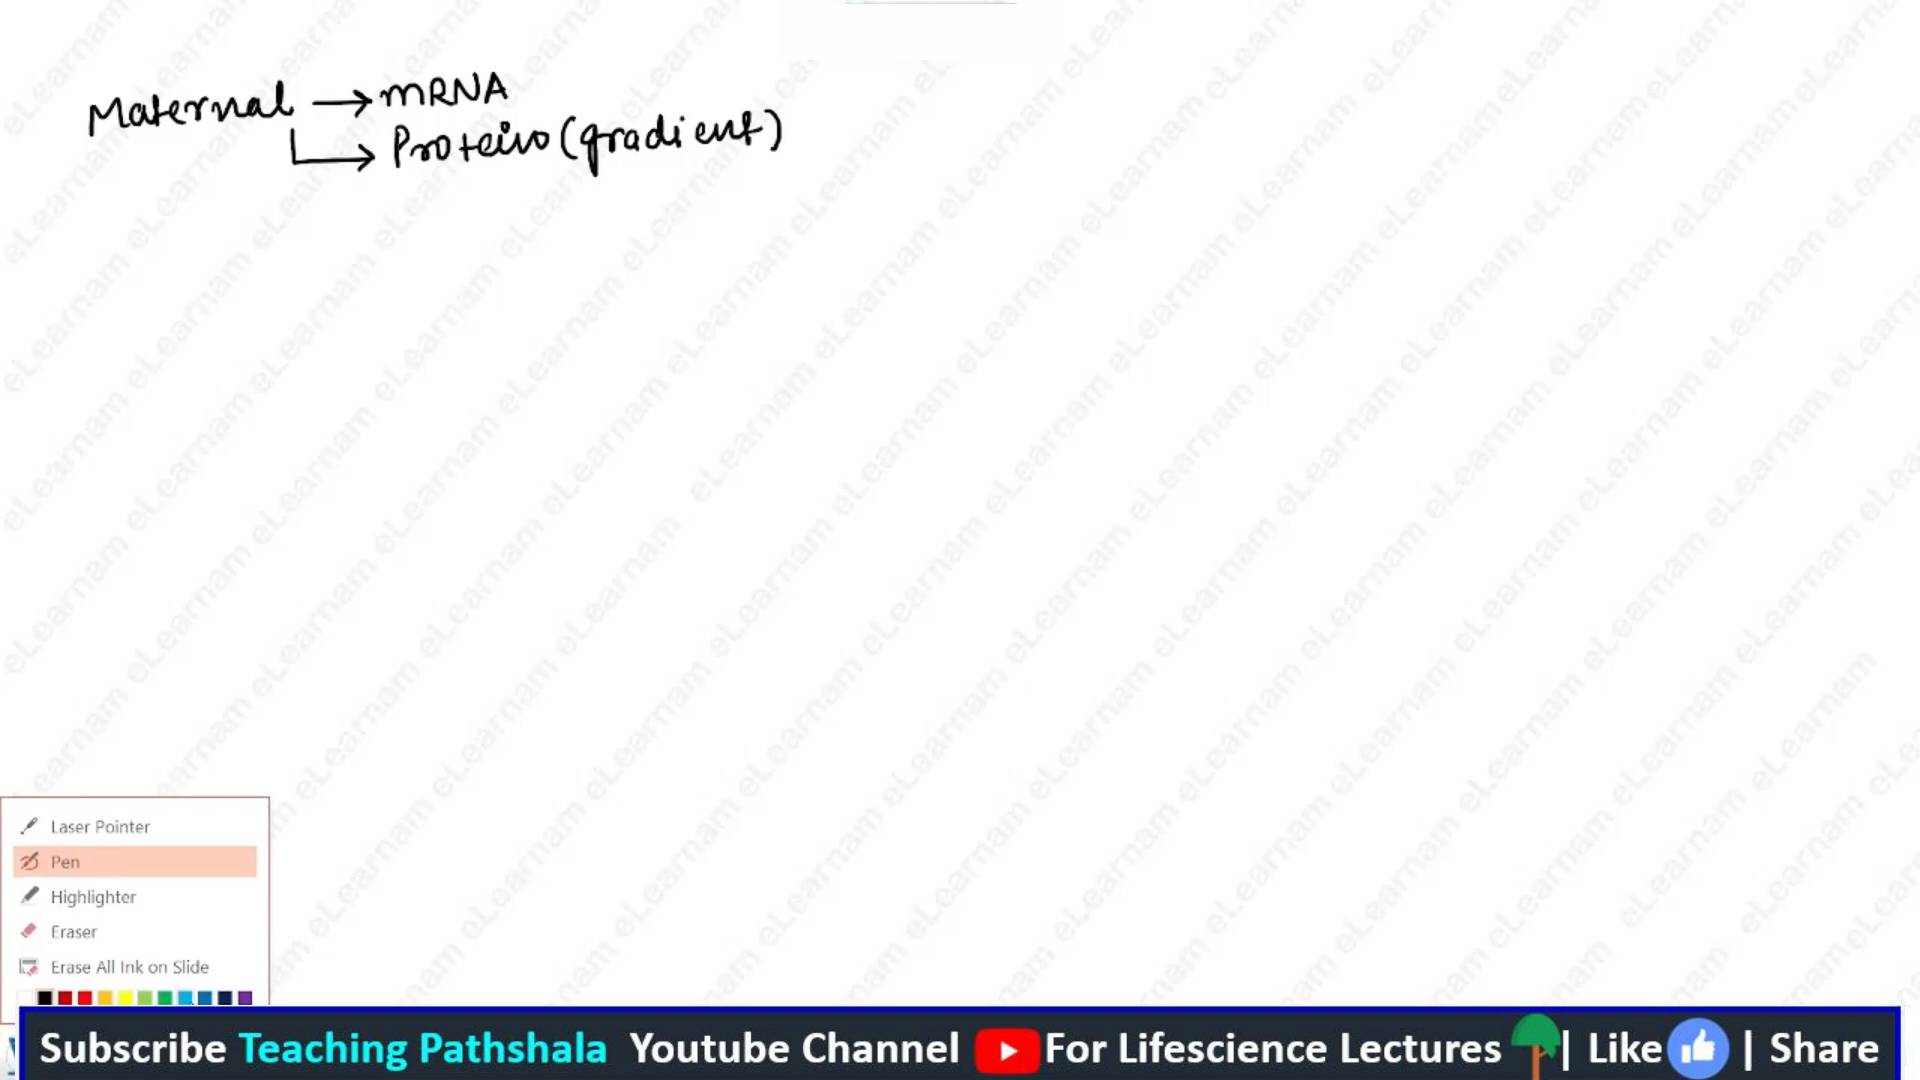 Maternal → mRNA
→ Protein (gradient)
Laser Pointer
Pen
Highlighter
Eraser
Erase All Ink on Slide
Subscribe Teaching Pathshala Youtube Channel For Lifescience Lectures | Like | Share
eLearnam